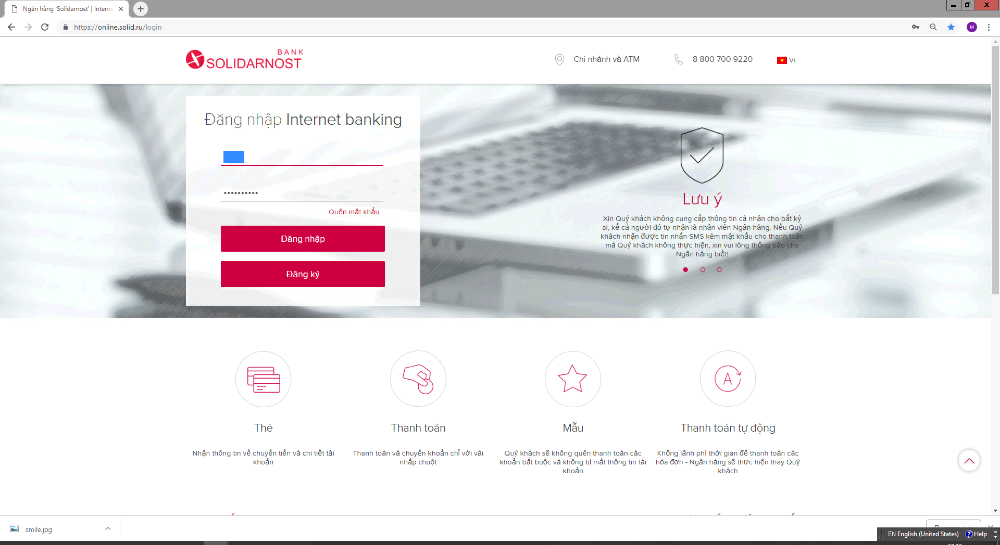 Ngân hàng 'Solidarnost' | Interne
https://online.solid.ru/login
M
BANK
SOLIDARNOST
Chi nhánh và ATM
8 800 700 9220
Vi
Đăng nhập Internet banking
••••••••••
Quên mật khẩu
Đăng nhập
Đăng ký
Lưu ý
Xin Quý khách không cung cấp thông tin cá nhân cho bất kỳ
ai, kể cả người đó tự nhận là nhân viên Ngân hàng. Nếu Quý
khách nhận được tin nhắn SMS kèm mật khẩu cho thanh toán
mà Quý khách không thực hiện, xin vui lòng thông báo cho
Ngân hàng biết!
A
Thẻ
Nhận thông tin về chuyển tiền và chi tiết tài
khoản
Thanh toán
Thanh toán và chuyển khoản chỉ với vài
nhấp chuột
Mẫu
Quý khách sẽ không quên thanh toán các
khoản bắt buộc và không bị mất thông tin tài
khoản
Thanh toán tự động
Không lãnh phí thời gian để thanh toán các
hóa đơn - Ngân hàng sẽ thực hiện thay Quý
khách
smile.jpg
EN English (United States)
? Help